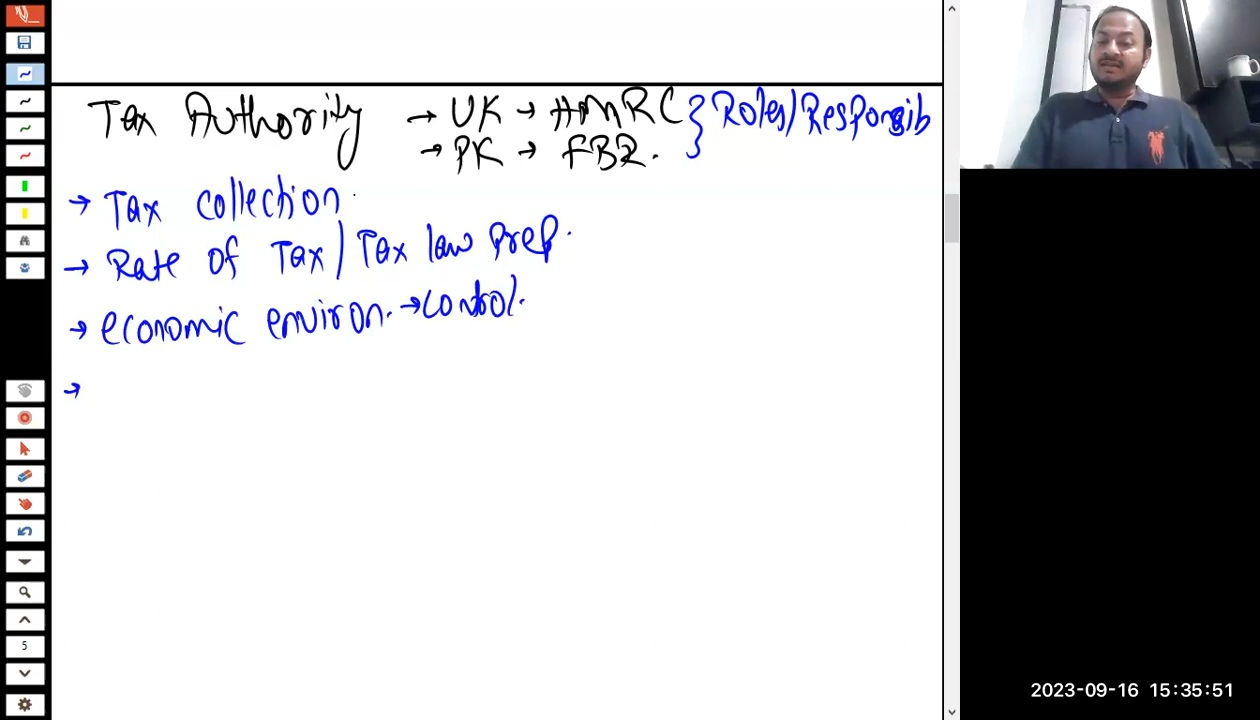 Tax Authority → UK → HMRC } Roles/Responsib
→ PK → FBR.
→ Tax collection.
→ Rate of Tax/Tax law Prep.
→ economic environ. → control.
→
5
2023-09-16 15:35:51